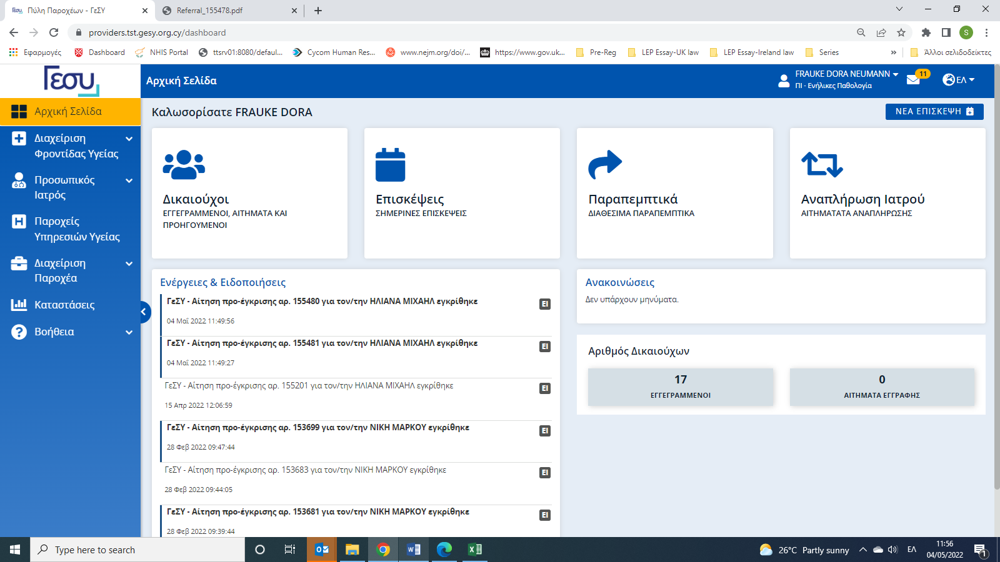 Πύλη Παροχέων - ΓεΣΥ
Referral_155478.pdf
providers.tst.gesy.org.cy/dashboard
S
Εφαρμογές
Dashboard
NHIS Portal
ttsrv01:8080/defaul...
Cycom Human Res...
www.nejm.org/doi/...
https://www.gov.uk...
Pre-Reg
LEP Essay-UK law
LEP Essay-Ireland law
Series
»
Άλλοι σελιδοδείκτες
Γεσυ
Αρχική Σελίδα
FRAUKE DORA NEUMANN
ΠΙ - Ενήλικες Παθολογία
11
ΕΛ
Αρχική Σελίδα
Διαχείριση
Φροντίδας Υγείας
Προσωπικός
Ιατρός
Παροχείς
Υπηρεσιών Υγείας
Διαχείριση
Παροχέα
Καταστάσεις
Βοήθεια
Καλωσορίσατε FRAUKE DORA
ΝΕΑ ΕΠΙΣΚΕΨΗ
Δικαιούχοι
ΕΓΓΕΓΡΑΜΜΕΝΟΙ, ΑΙΤΗΜΑΤΑ ΚΑΙ
ΠΡΟΗΓΟΥΜΕΝΟΙ
Επισκέψεις
ΣΗΜΕΡΙΝΕΣ ΕΠΙΣΚΕΨΕΙΣ
Παραπεμπτικά
ΔΙΑΘΕΣΙΜΑ ΠΑΡΑΠΕΜΠΤΙΚΑ
Αναπλήρωση Ιατρού
ΑΙΤΗΜΑΤΑΤΑ ΑΝΑΠΛΗΡΩΣΗΣ
Ενέργειες & Ειδοποιήσεις
ΓεΣΥ - Αίτηση προ-έγκρισης αρ. 155480 για τον/την ΗΛΙΑΝΑ ΜΙΧΑΗΛ εγκρίθηκε
ΕΙ
04 Μαΐ 2022 11:49:56
ΓεΣΥ - Αίτηση προ-έγκρισης αρ. 155481 για τον/την ΗΛΙΑΝΑ ΜΙΧΑΗΛ εγκρίθηκε
ΕΙ
04 Μαΐ 2022 11:49:27
ΓεΣΥ - Αίτηση προ-έγκρισης αρ. 155201 για τον/την ΗΛΙΑΝΑ ΜΙΧΑΗΛ εγκρίθηκε
ΕΙ
15 Απρ 2022 12:06:59
ΓεΣΥ - Αίτηση προ-έγκρισης αρ. 153699 για τον/την ΝΙΚΗ ΜΑΡΚΟΥ εγκρίθηκε
ΕΙ
28 Φεβ 2022 09:47:44
ΓεΣΥ - Αίτηση προ-έγκρισης αρ. 153683 για τον/την ΝΙΚΗ ΜΑΡΚΟΥ εγκρίθηκε
ΕΙ
28 Φεβ 2022 09:44:05
ΓεΣΥ - Αίτηση προ-έγκρισης αρ. 153681 για τον/την ΝΙΚΗ ΜΑΡΚΟΥ εγκρίθηκε
ΕΙ
28 Φεβ 2022 09:39:44
Ανακοινώσεις
Δεν υπάρχουν μηνύματα.
Αριθμός Δικαιούχων
17
ΕΓΓΕΓΡΑΜΜΕΝΟΙ
0
ΑΙΤΗΜΑΤΑ ΕΓΓΡΑΦΗΣ
Type here to search
26°C Partly sunny
ΕΛ
11:56
04/05/2022
1